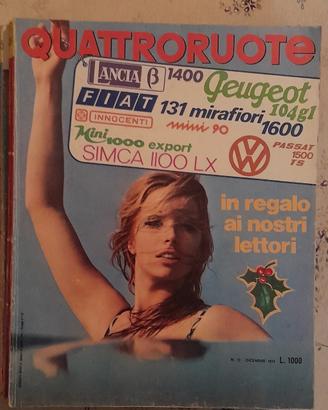 QUATTRORUOTE
LANCIA β 1400 Peugeot
104 gl
FIAT 131 mirafiori 1600
INNOCENTI mini 90
Mini 1000 export
SIMCA 1100 LX
PASSAT
1500
TS
in regalo
ai nostri
lettori
DICEMBRE L. 1000